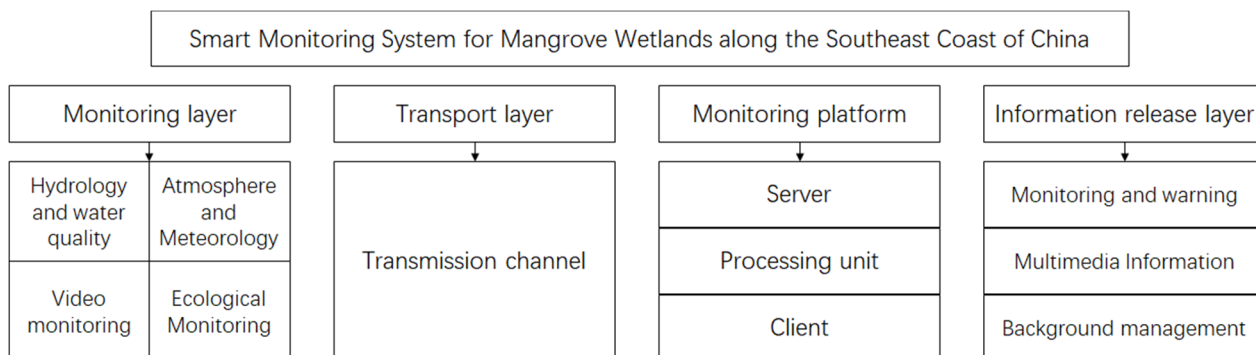 Smart Monitoring System for Mangrove Wetlands along the Southeast Coast of China
Monitoring layer
Transport layer
Monitoring platform
Information release layer
Hydrology
and water
quality
Atmosphere
and
Meteorology
Video
monitoring
Ecological
Monitoring
Transmission channel
Server
Processing unit
Client
Monitoring and warning
Multimedia Information
Background management